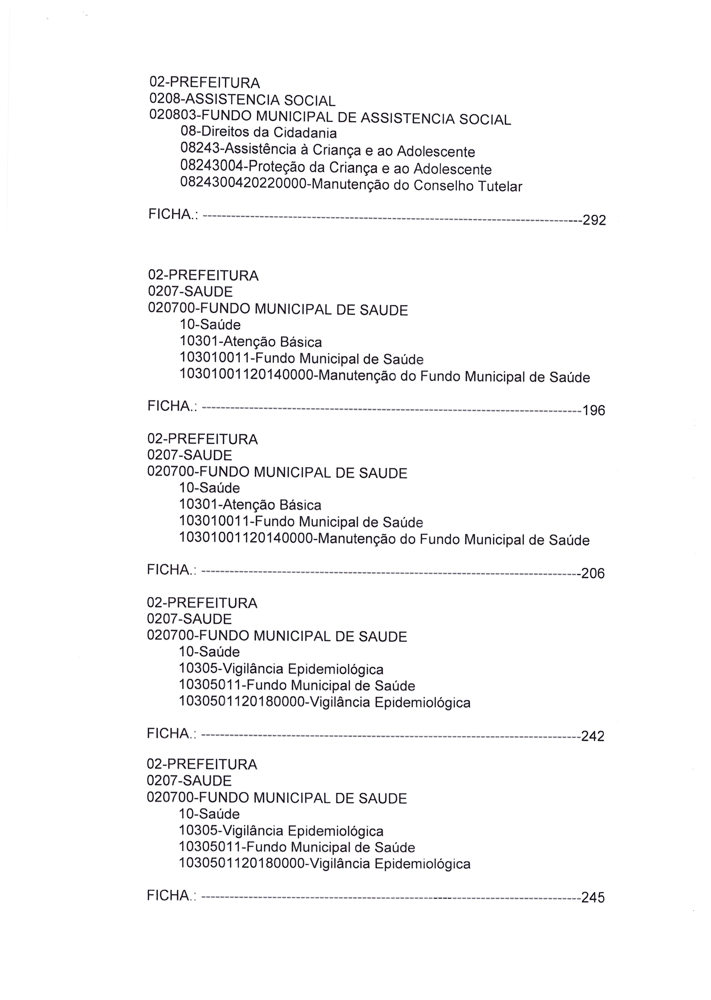 02-PREFEITURA
0208-ASSISTENCIA SOCIAL
020803-FUNDO MUNICIPAL DE ASSISTENCIA SOCIAL
08-Direitos da Cidadania
08243-Assistência à Criança e ao Adolescente
08243004-Proteção da Criança e ao Adolescente
0824300420220000-Manutenção do Conselho Tutelar
FICHA.: --------------------------------------------------------------------------------292
02-PREFEITURA
0207-SAUDE
020700-FUNDO MUNICIPAL DE SAUDE
10-Saúde
10301-Atenção Básica
103010011-Fundo Municipal de Saúde
10301001120140000-Manutenção do Fundo Municipal de Saúde
FICHA.: --------------------------------------------------------------------------------196
02-PREFEITURA
0207-SAUDE
020700-FUNDO MUNICIPAL DE SAUDE
10-Saúde
10301-Atenção Básica
103010011-Fundo Municipal de Saúde
10301001120140000-Manutenção do Fundo Municipal de Saúde
FICHA.: --------------------------------------------------------------------------------206
02-PREFEITURA
0207-SAUDE
020700-FUNDO MUNICIPAL DE SAUDE
10-Saúde
10305-Vigilância Epidemiológica
10305011-Fundo Municipal de Saúde
1030501120180000-Vigilância Epidemiológica
FICHA.: --------------------------------------------------------------------------------242
02-PREFEITURA
0207-SAUDE
020700-FUNDO MUNICIPAL DE SAUDE
10-Saúde
10305-Vigilância Epidemiológica
10305011-Fundo Municipal de Saúde
1030501120180000-Vigilância Epidemiológica
FICHA.: --------------------------------------------------------------------------------245